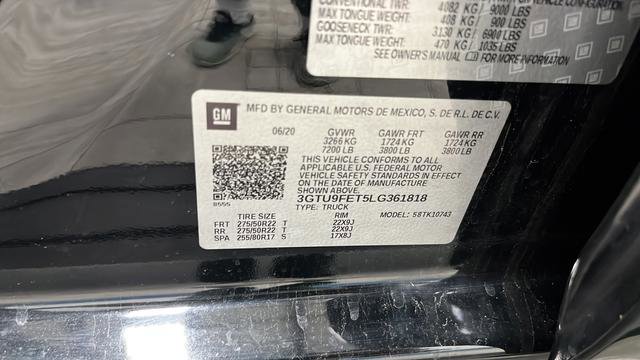 CONVENTIONAL TWR: 4082 KG / 9000 LBS
MAX TONGUE WEIGHT: 408 KG / 900 LBS
GOOSENECK TWR: 3130 KG / 6900 LBS
MAX TONGUE WEIGHT: 470 KG / 1035 LBS
SEE OWNER'S MANUAL FOR MORE INFORMATION
GM MFD BY GENERAL MOTORS DE MEXICO, S. DE R.L. DE C.V.
06/20 GVWR GAWR FRT GAWR RR
3266 KG 1724 KG 1724 KG
7200 LB 3800 LB 3800 LB
THIS VEHICLE CONFORMS TO ALL
APPLICABLE U.S. FEDERAL MOTOR
VEHICLE SAFETY STANDARDS IN EFFECT
ON THE DATE OF MANUFACTURE
SHOWN ABOVE.
8555 3GTU9FET5LG361818
TYPE: TRUCK MODEL: 58TK10743
TIRE SIZE RIM
FRT 275/50R22 T 22X9J
RR 275/50R22 T 22X9J
SPA 255/80R17 S 17X8J